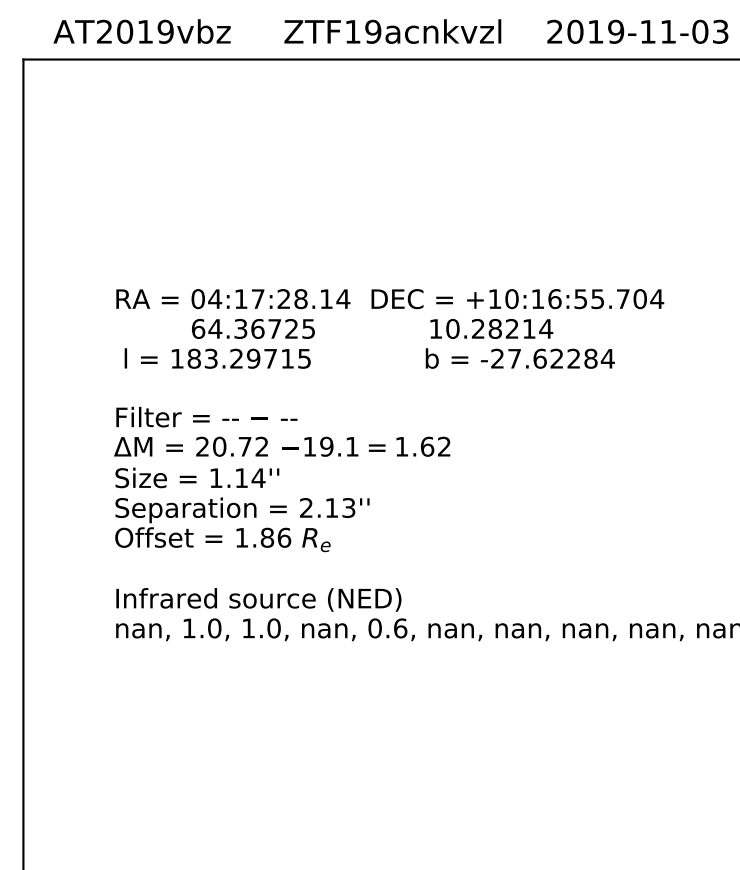 AT2019vbz ZTF19acnkvzl 2019-11-03
RA = 04:17:28.14 DEC = +10:16:55.704
64.36725 10.28214
l = 183.29715 b = -27.62284
Filter = -- − --
ΔM = 20.72 −19.1 = 1.62
Size = 1.14''
Separation = 2.13''
Offset = 1.86 Re
Infrared source (NED)
nan, 1.0, 1.0, nan, 0.6, nan, nan, nan, nan, nan